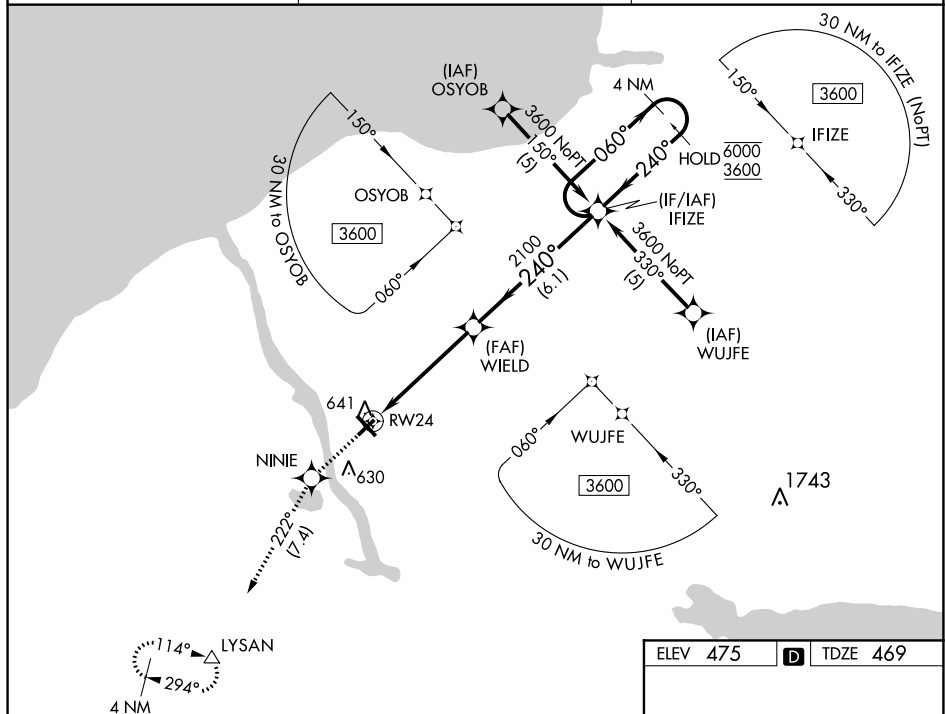 30 NM to IFIZE (NoPT)
150°
3600
IFIZE
330°
(IAF)
OSYOB
4 NM
3600 NoPT
150°
(5)
060°
240°
HOLD
6000
3600
(IF/IAF)
IFIZE
150°
OSYOB
3600
30 NM to OSYOB
060°
2100
240°
(6.1)
3600 NoPT
330°
(5)
(FAF)
WIELD
(IAF)
WUJFE
641
RW24
NINIE
630
060°
WUJFE
330°
3600
30 NM to WUJFE
1743
222°
(7.4)
114°
LYSAN
294°
4 NM
ELEV 475 D TDZE 469